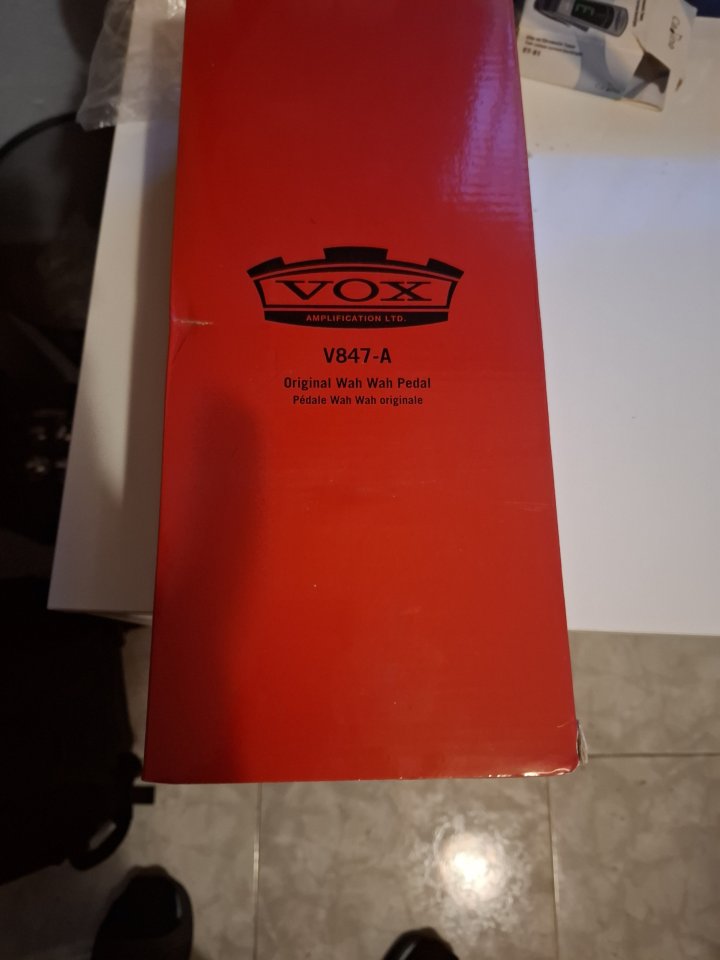 VOX
AMPLIFICATION LTD.
V847-A
Original Wah Wah Pedal
Pédale Wah Wah originale